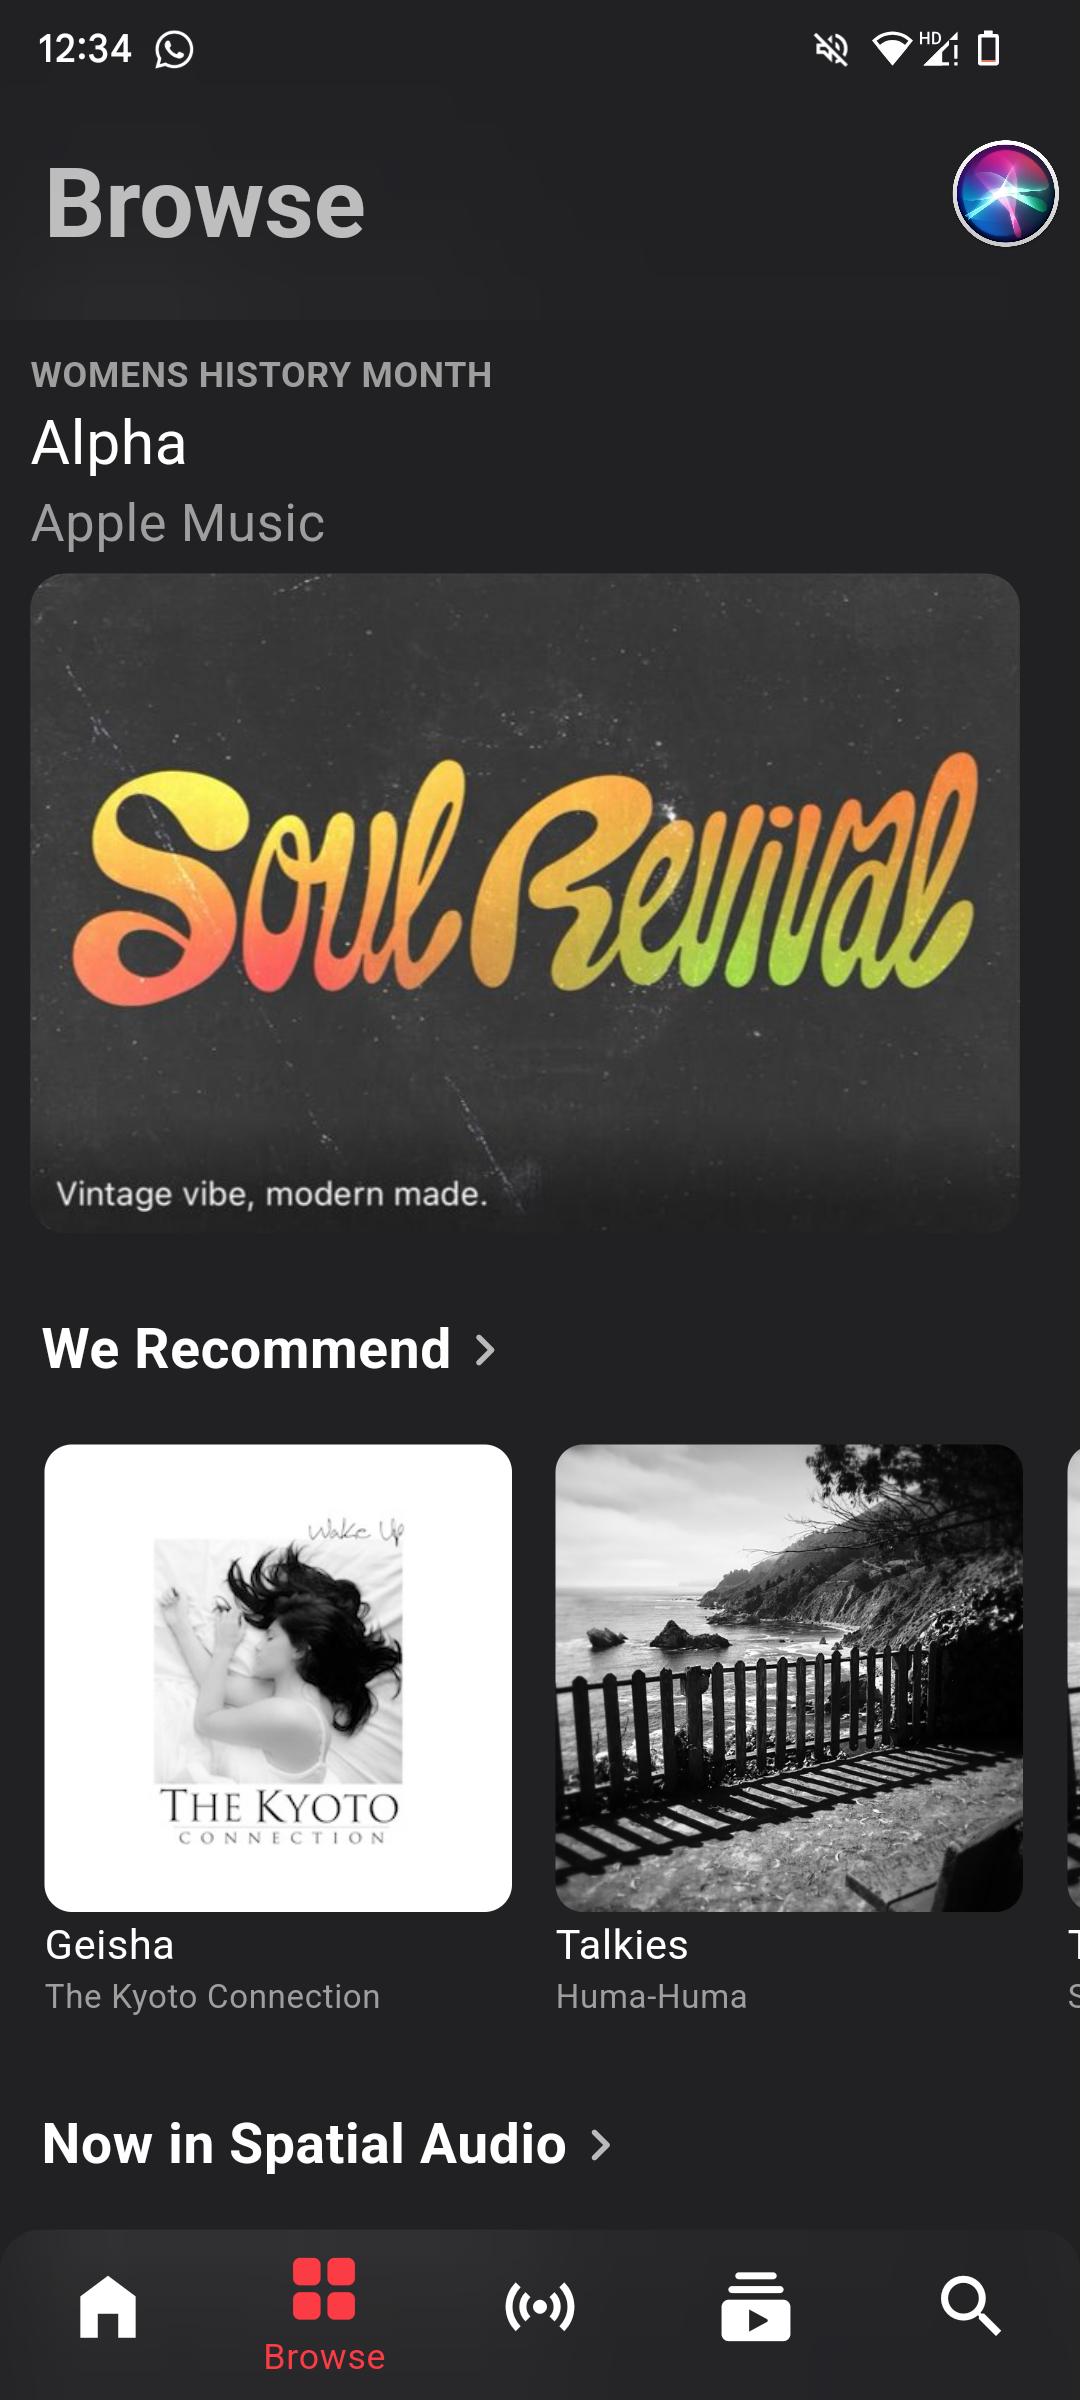 12:34
HD
Browse
WOMENS HISTORY MONTH
Alpha
Apple Music
Soul Revival
Vintage vibe, modern made.
We Recommend
Wake Up
THE KYOTO
CONNECTION
Geisha
Talkies
The Kyoto Connection
Huma-Huma
Now in Spatial Audio
Browse